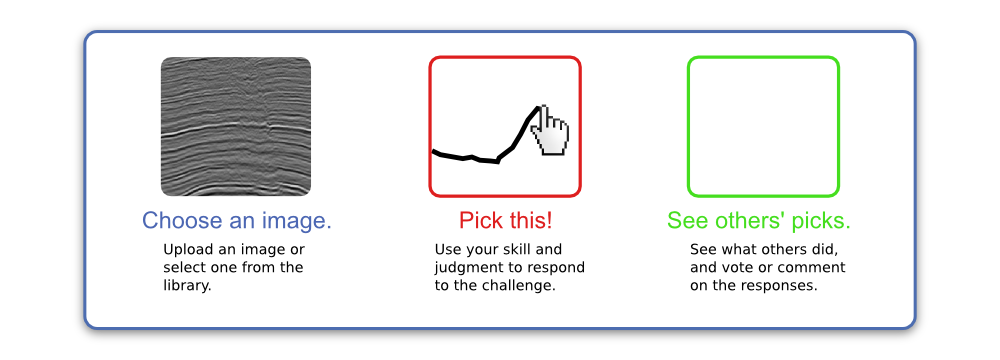 Choose an image.
Upload an image or
select one from the
library.
Pick this!
Use your skill and
judgment to respond
to the challenge.
See others' picks.
See what others did,
and vote or comment
on the responses.